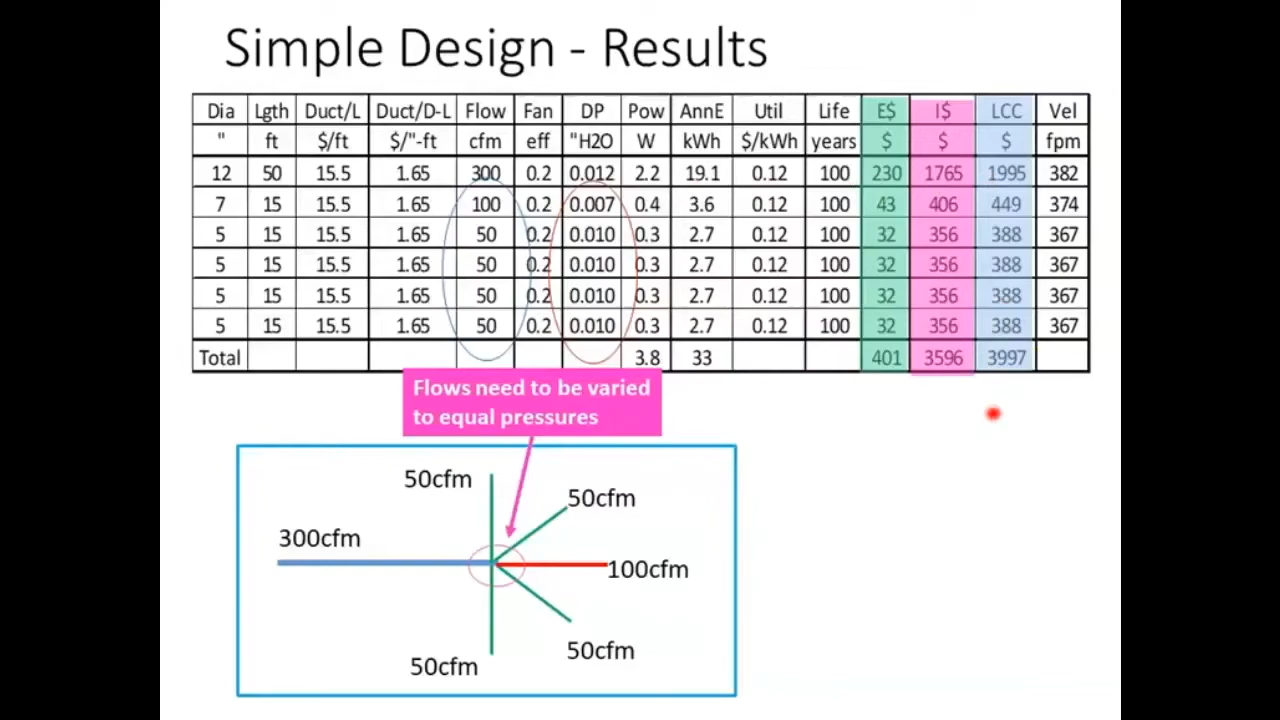 Simple Design - Results
Dia Lgth Duct/L Duct/D-L Flow Fan DP Pow AnnE Util Life E$ I$ LCC Vel
" ft $/ft $/"-ft cfm eff "H2O W kWh $/kWh years $ $ $ fpm
12 50 15.5 1.65 300 0.2 0.012 2.2 19.1 0.12 100 230 1765 1995 382
7 15 15.5 1.65 100 0.2 0.007 0.4 3.6 0.12 100 43 406 449 374
5 15 15.5 1.65 50 0.2 0.010 0.3 2.7 0.12 100 32 356 388 367
5 15 15.5 1.65 50 0.2 0.010 0.3 2.7 0.12 100 32 356 388 367
5 15 15.5 1.65 50 0.2 0.010 0.3 2.7 0.12 100 32 356 388 367
5 15 15.5 1.65 50 0.2 0.010 0.3 2.7 0.12 100 32 356 388 367
Total 3.8 33 401 3596 3997
Flows need to be varied
to equal pressures
50cfm
50cfm
300cfm
100cfm
50cfm
50cfm